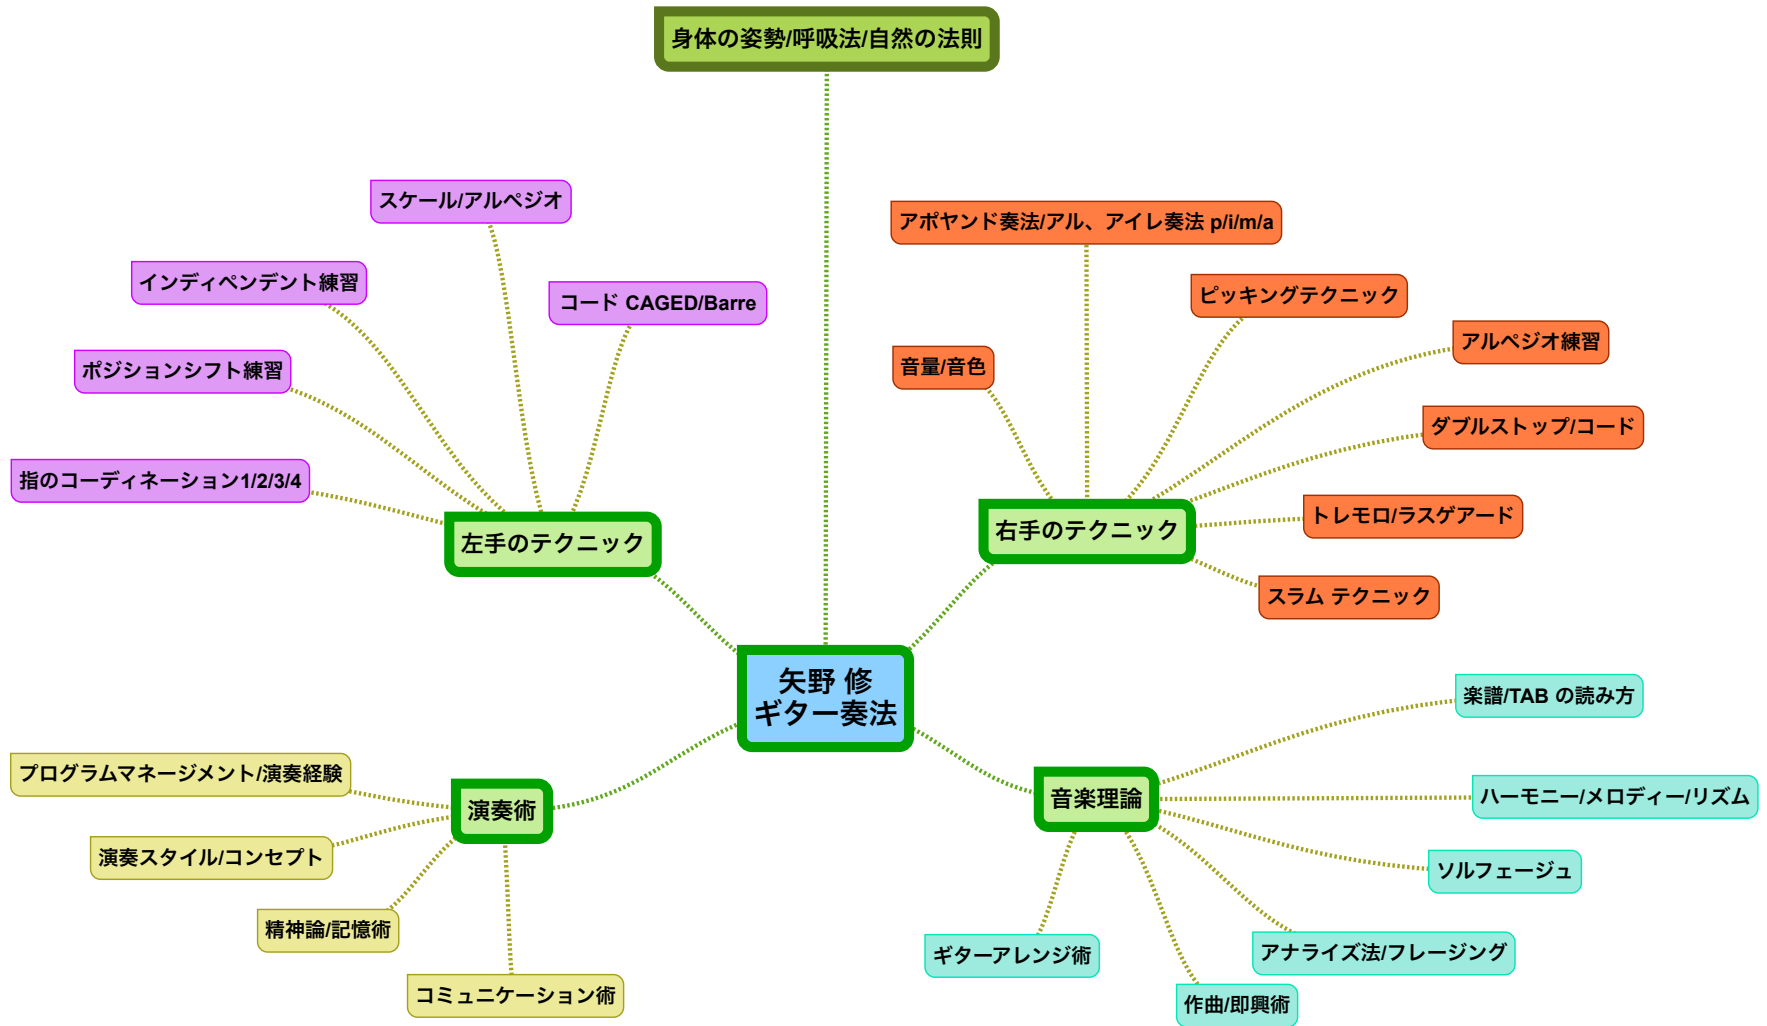 身体の姿勢/呼吸法/自然の法則
スケール/アルペジオ
インディペンデント練習
コード CAGED/Barre
ポジションシフト練習
指のコーディネーション1/2/3/4
左手のテクニック
アポヤンド奏法/アル、アイレ奏法 p/i/m/a
ピッキングテクニック
音量/音色
アルペジオ練習
ダブルストップ/コード
トレモロ/ラスゲアード
スラム テクニック
右手のテクニック
矢野 修
ギター奏法
プログラムマネージメント/演奏経験
演奏術
演奏スタイル/コンセプト
精神論/記憶術
コミュニケーション術
音楽理論
楽譜/TAB の読み方
ハーモニー/メロディー/リズム
ソルフェージュ
アナライズ法/フレージング
ギターアレンジ術
作曲/即興術